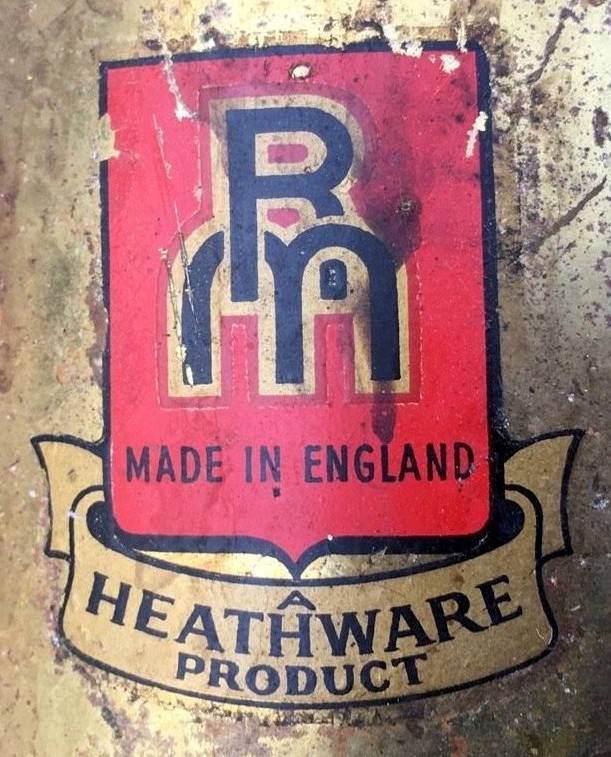 RM
MADE IN ENGLAND
A
HEATHWARE
PRODUCT